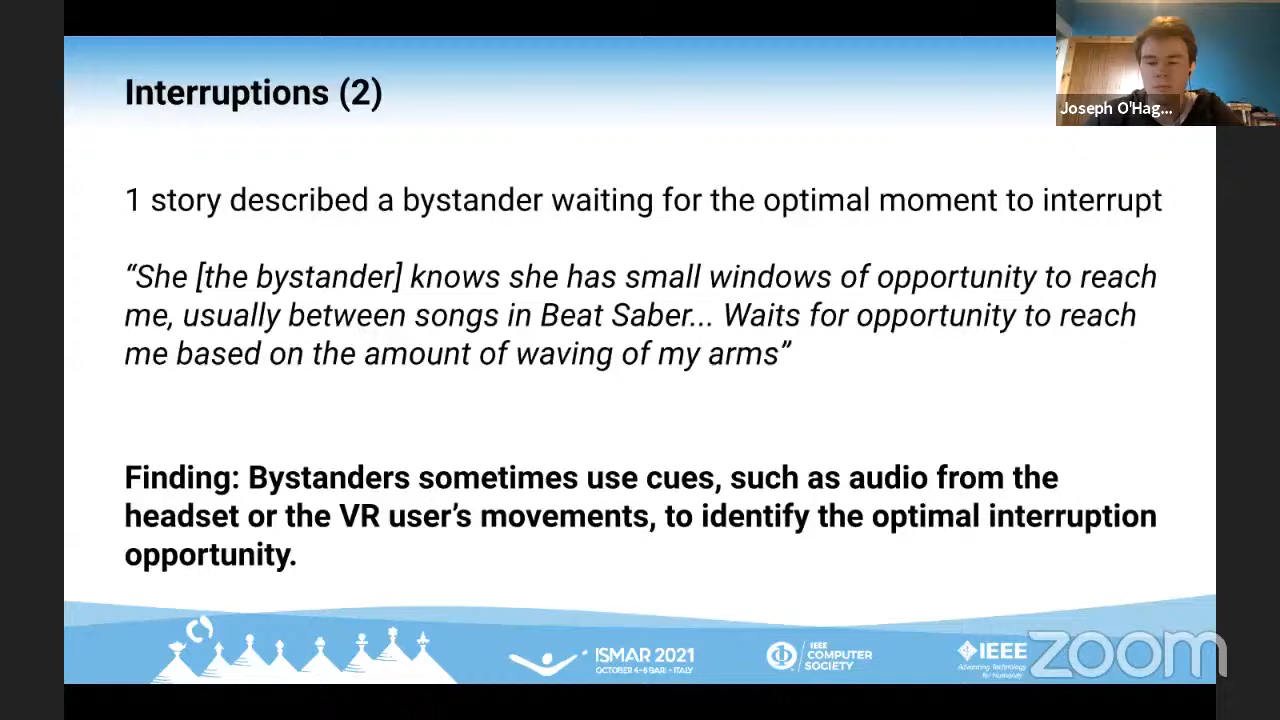 Interruptions (2)
Joseph O'Hag...
1 story described a bystander waiting for the optimal moment to interrupt
“She [the bystander] knows she has small windows of opportunity to reach
me, usually between songs in Beat Saber... Waits for opportunity to reach
me based on the amount of waving of my arms”
Finding: Bystanders sometimes use cues, such as audio from the
headset or the VR user’s movements, to identify the optimal interruption
opportunity.
ISMAR 2021
OCTOBER 4-8 BARI - ITALY
IEEE
COMPUTER
SOCIETY
IEEE
Advancing Technology
for Humanity
zoom